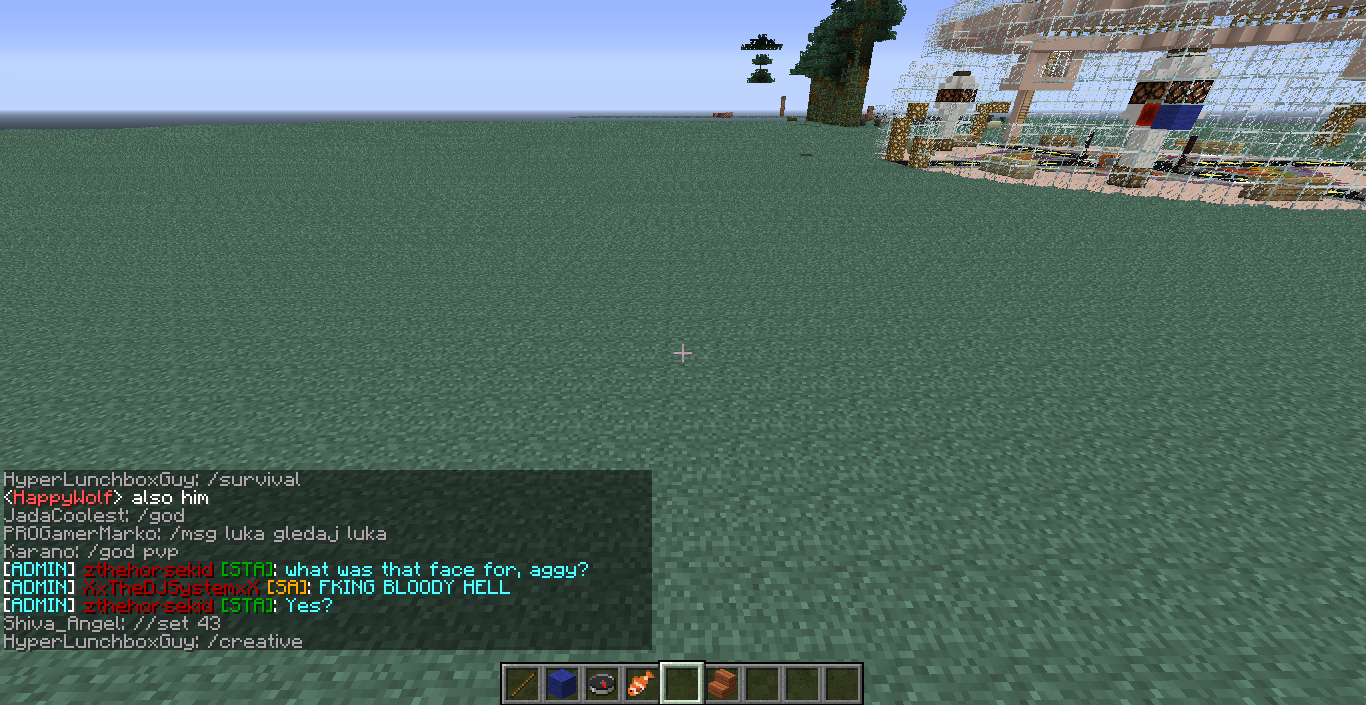 HyperLunchboxGuy: /survival
<HappyWolf> also him
JadaCoolest: /god
PROGamerMarko: /msg luka gledaj luka
Karano: /god pvp
[ADMIN] zthehorsekid [STA]: what was that face for, aggy?
[ADMIN] XxTheDJSystemxX [SA]: FKING BLOODY HELL
[ADMIN] zthehorsekid [STA]: Yes?
Shiva_Angel: //set 43
HyperLunchboxGuy: /creative